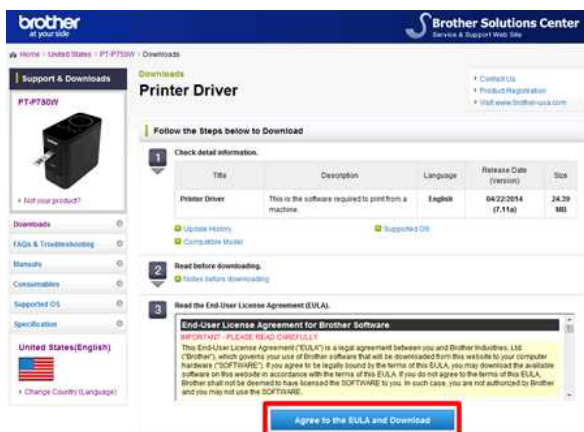 brother
at your side
Brother Solutions Center
Service & Support Web Site
Home > United States > PT-P750W > Downloads
Support & Downloads
PT-P750W
Not your product?
Downloads
FAQs & Troubleshooting
Manuals
Consumables
Supported OS
Specification
United States(English)
Change Country (Language)
Downloads
Printer Driver
Contact Us
Product Registration
Visit www.brother-usa.com
Follow the Steps below to Download
1
Check detail information.
Title Description Language Release Date (Version) Size
Printer Driver This is the software required to print from a machine. English 04/22/2014 (7.11a) 24.39 MB
Update History
Supported OS
Compatible Model
2
Read before downloading.
Notes before downloading
3
Read the End-User License Agreement (EULA).
End-User License Agreement for Brother Software
IMPORTANT - PLEASE READ CAREFULLY
This End-User License Agreement ("EULA") is a legal agreement between you and Brother Industries, Ltd.
("Brother"), which governs your use of Brother software that will be downloaded from this website to your computer
hardware ("SOFTWARE"). If you agree to be legally bound by the terms of this EULA, you may download the available
software on this website in accordance with the terms of this EULA. If you do not agree to the terms of this EULA,
Brother shall not be deemed to have licensed the SOFTWARE to you. In such case, you are not authorized by Brother
and you may not use the SOFTWARE.
Agree to the EULA and Download